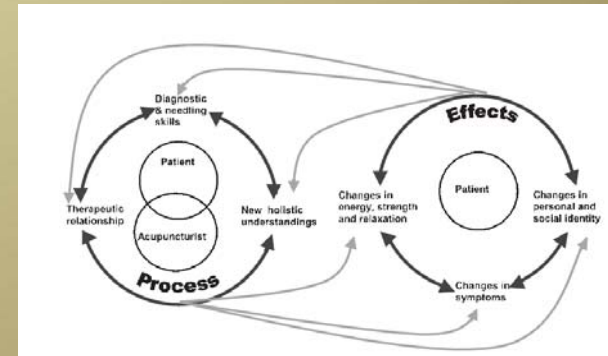 Diagnostic
& needling
skills
Patient
Therapeutic
relationship
New holistic
understandings
Acupuncturist
Process
Effects
Changes in
energy, strength
and relaxation
Patient
Changes in
personal and
social identity
Changes in
symptoms